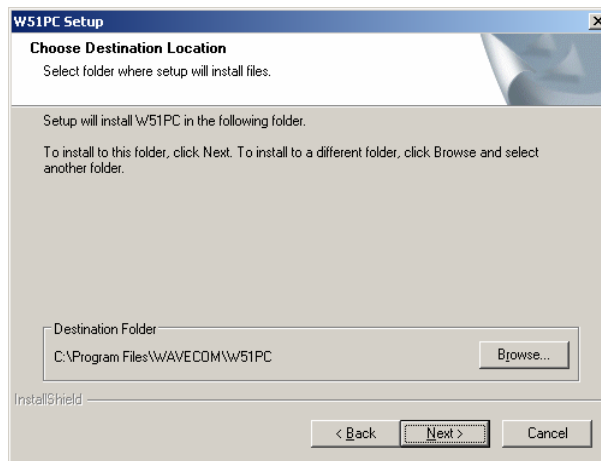 W51PC Setup
Choose Destination Location
Select folder where setup will install files.
Setup will install W51PC in the following folder.
To install to this folder, click Next. To install to a different folder, click Browse and select
another folder.
Destination Folder
C:\Program Files\WAVECOM\W51PC
Browse...
InstallShield
< Back
Next >
Cancel